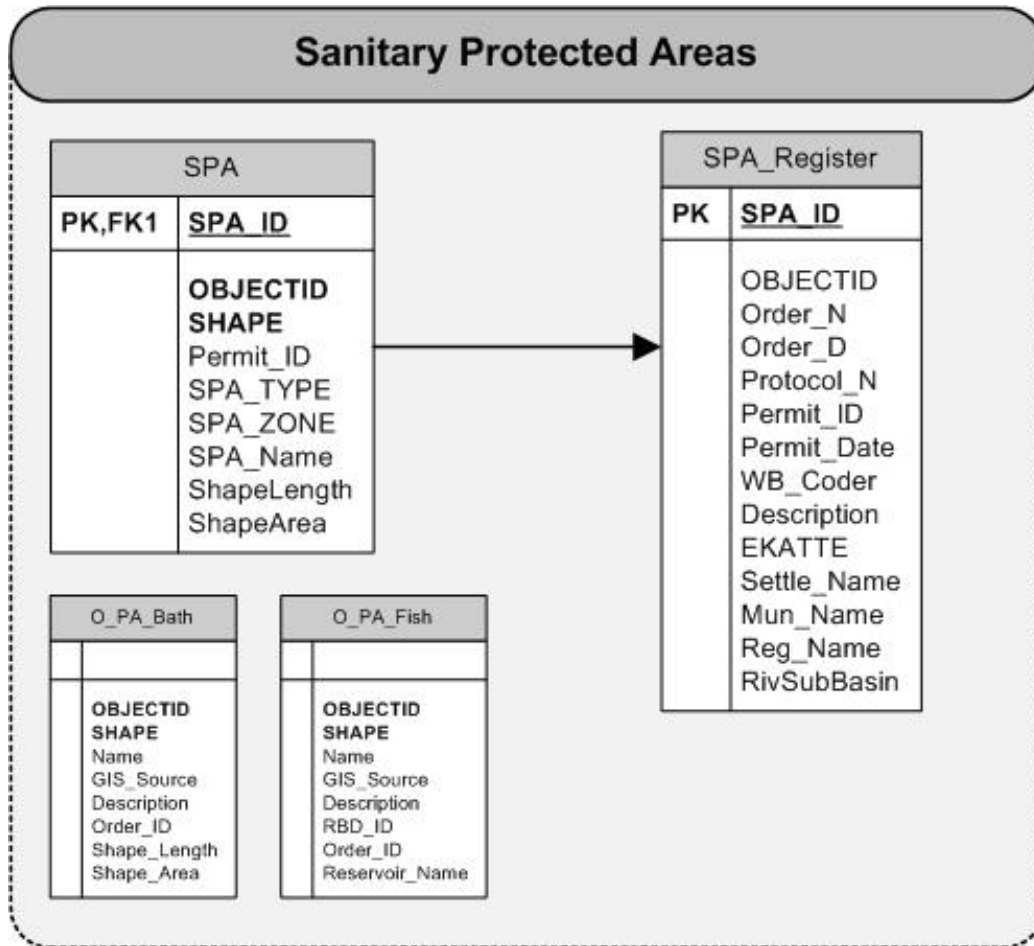 Sanitary Protected Areas
SPA
PK,FK1 SPA_ID
OBJECTID
SHAPE
Permit_ID
SPA_TYPE
SPA_ZONE
SPA_Name
ShapeLength
ShapeArea
SPA_Register
PK SPA_ID
OBJECTID
Order_N
Order_D
Protocol_N
Permit_ID
Permit_Date
WB_Coder
Description
EKATTE
Settle_Name
Mun_Name
Reg_Name
RivSubBasin
O_PA_Bath
OBJECTID
SHAPE
Name
GIS_Source
Description
Order_ID
Shape_Length
Shape_Area
O_PA_Fish
OBJECTID
SHAPE
Name
GIS_Source
Description
RBD_ID
Order_ID
Reservoir_Name